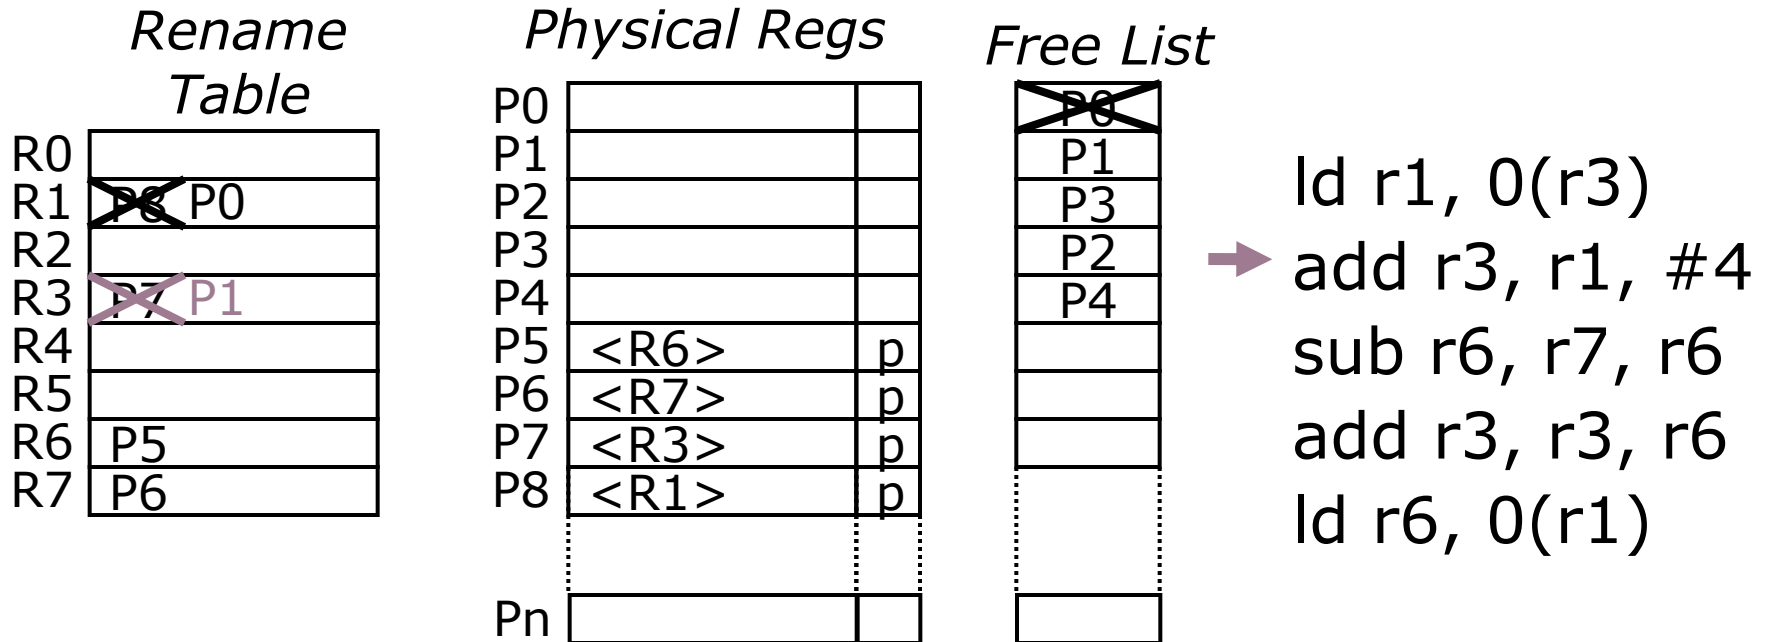 Rename
Table
R0
R1 P8 P0
R2
R3 P7 P1
R4
R5
R6 P5
R7 P6
Physical Regs
P0
P1
P2
P3
P4
P5 <R6> p
P6 <R7> p
P7 <R3> p
P8 <R1> p
Pn
Free List
P0
P1
P3
P2
P4
ld r1, 0(r3)
add r3, r1, #4
sub r6, r7, r6
add r3, r3, r6
ld r6, 0(r1)